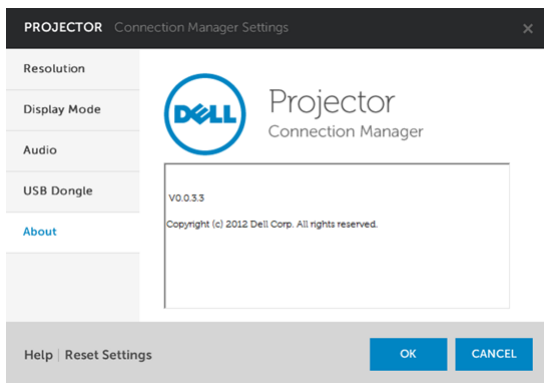 PROJECTOR Connection Manager Settings ×
Resolution
Display Mode
Audio
USB Dongle
About
DELL
Projector
Connection Manager
V0.0.3.3
Copyright (c) 2012 Dell Corp. All rights reserved.
Help | Reset Settings
OK
CANCEL